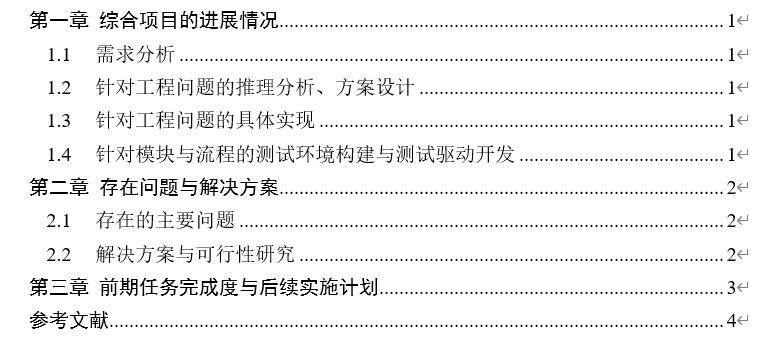 第一章 综合项目的进展情况........................................................................................ 1
1.1 需求分析........................................................................................ 1
1.2 针对工程问题的推理分析、方案设计........................................................................................ 1
1.3 针对工程问题的具体实现........................................................................................ 1
1.4 针对模块与流程的测试环境构建与测试驱动开发........................................................................................ 1
第二章 存在问题与解决方案........................................................................................ 2
2.1 存在的主要问题........................................................................................ 2
2.2 解决方案与可行性研究........................................................................................ 2
第三章 前期任务完成度与后续实施计划........................................................................................ 3
参考文献........................................................................................ 4